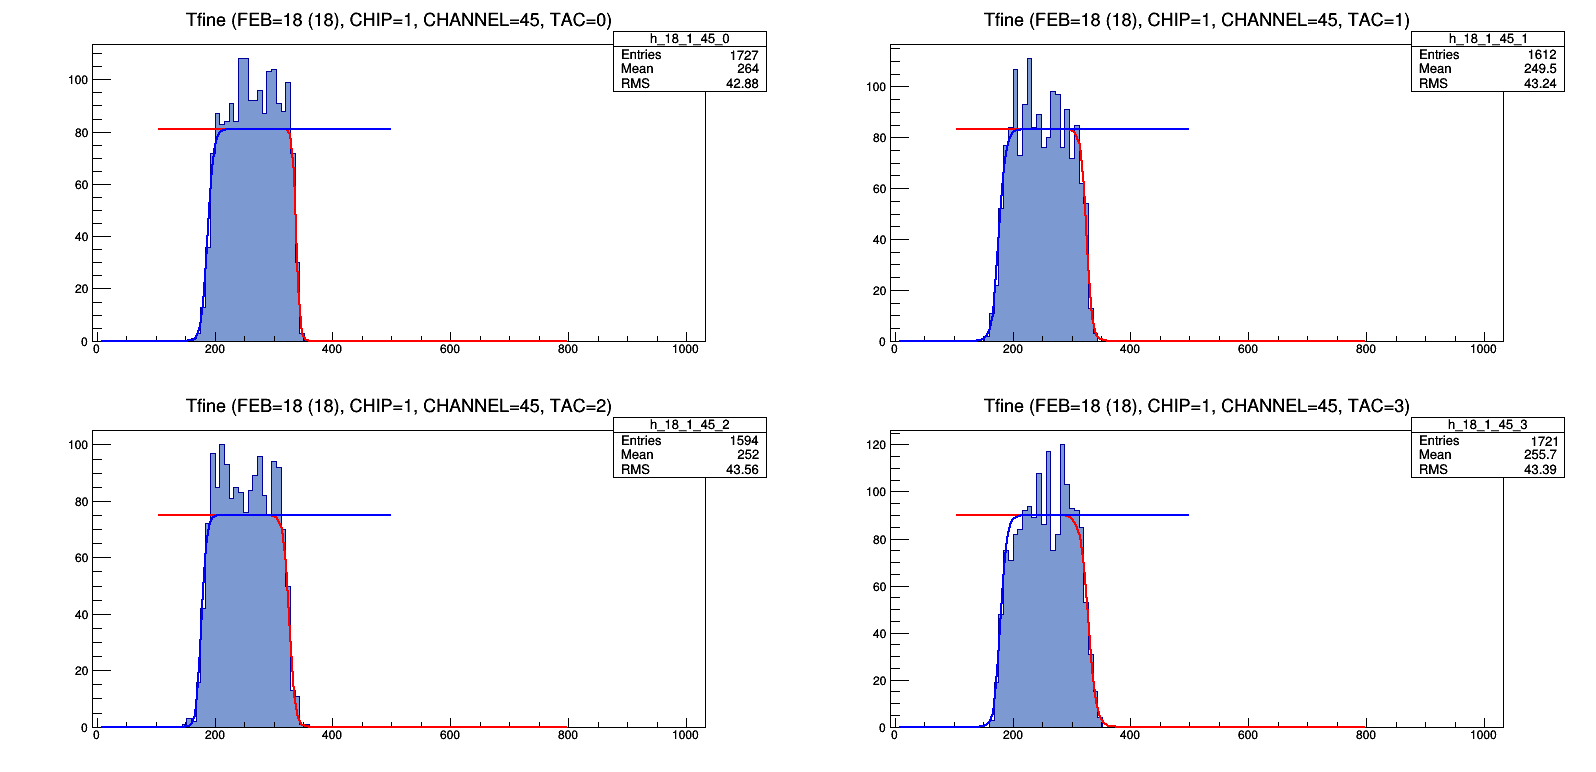 Tfine (FEB=18 (18), CHIP=1, CHANNEL=45, TAC=0)
h_18_1_45_0
Entries 1727
Mean 264
RMS 42.88
100
80
60
40
20
0
0 200 400 600 800 1000
Tfine (FEB=18 (18), CHIP=1, CHANNEL=45, TAC=1)
h_18_1_45_1
Entries 1612
Mean 249.5
RMS 43.24
100
80
60
40
20
0
0 200 400 600 800 1000
Tfine (FEB=18 (18), CHIP=1, CHANNEL=45, TAC=2)
h_18_1_45_2
Entries 1594
Mean 252
RMS 43.56
100
80
60
40
20
0
0 200 400 600 800 1000
Tfine (FEB=18 (18), CHIP=1, CHANNEL=45, TAC=3)
h_18_1_45_3
Entries 1721
Mean 255.7
RMS 43.39
120
100
80
60
40
20
0
0 200 400 600 800 1000